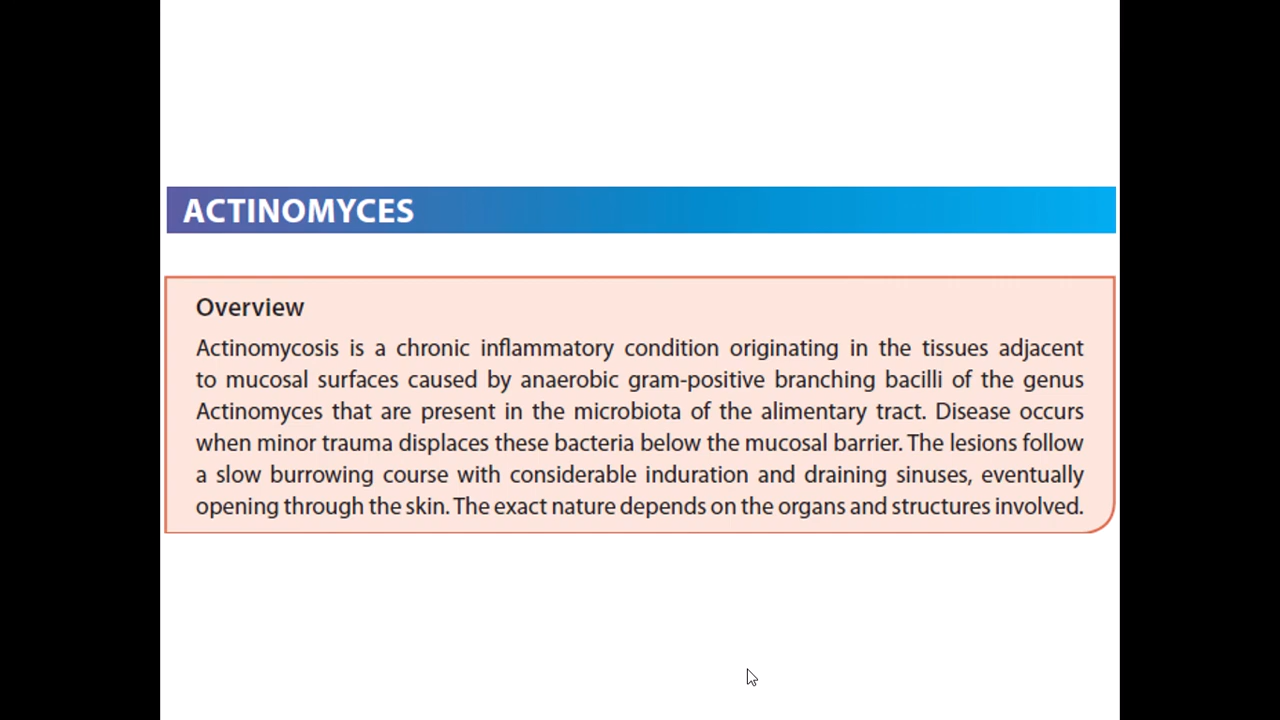 ACTINOMYCES
Overview
Actinomycosis is a chronic inflammatory condition originating in the tissues adjacent
to mucosal surfaces caused by anaerobic gram-positive branching bacilli of the genus
Actinomyces that are present in the microbiota of the alimentary tract. Disease occurs
when minor trauma displaces these bacteria below the mucosal barrier. The lesions follow
a slow burrowing course with considerable induration and draining sinuses, eventually
opening through the skin. The exact nature depends on the organs and structures involved.